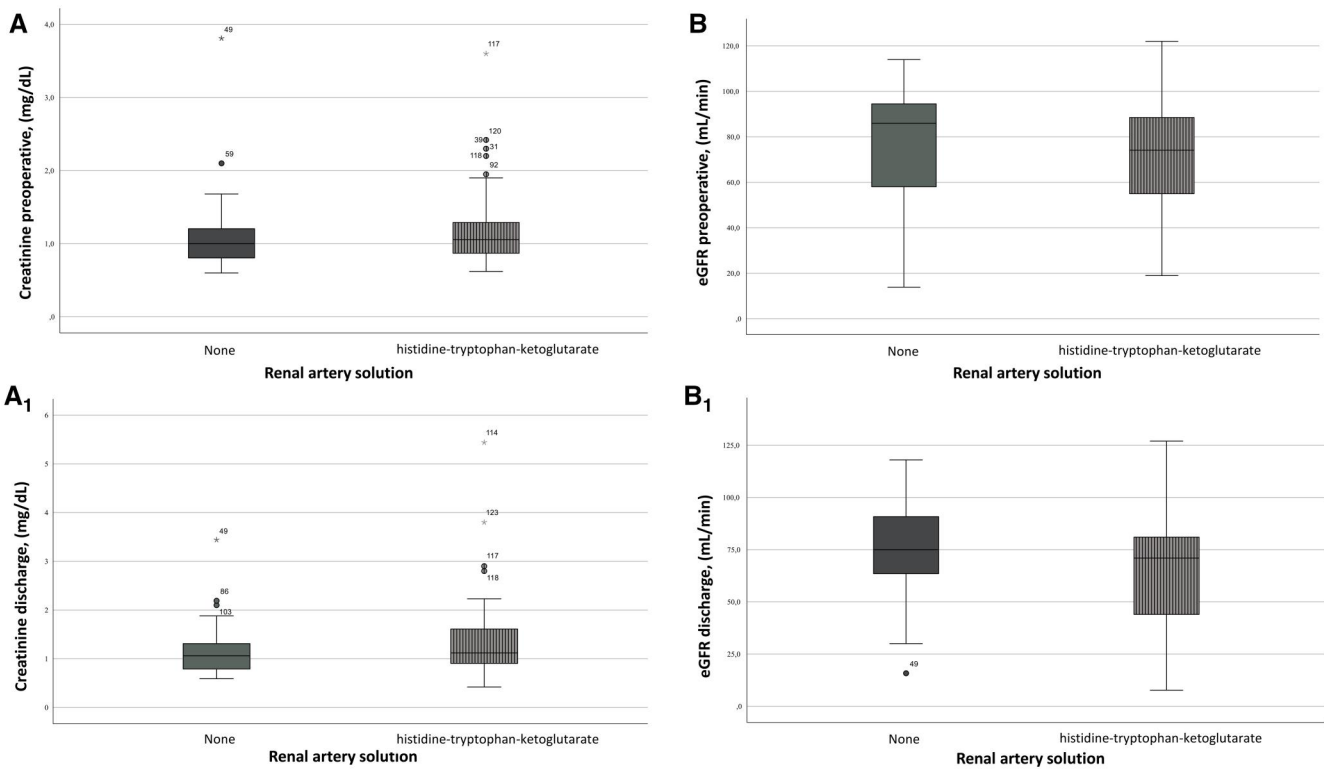 A
Creatinine preoperative, (mg/dL)
4,0
3,0
2,0
1,0
,0
49
59
117
120
39
31
118
92
None
histidine-tryptophan-ketoglutarate
Renal artery solution
B
eGFR preoperative, (mL/min)
120,0
100,0
80,0
60,0
40,0
20,0
,0
None
histidine-tryptophan-ketoglutarate
Renal artery solution
A1
Creatinine discharge, (mg/dL)
6
5
4
3
2
1
0
49
86
103
114
123
117
118
None
histidine-tryptophan-ketoglutarate
Renal artery solution
B1
eGFR discharge, (mL/min)
125,0
100,0
75,0
50,0
25,0
,0
49
None
histidine-tryptophan-ketoglutarate
Renal artery solution